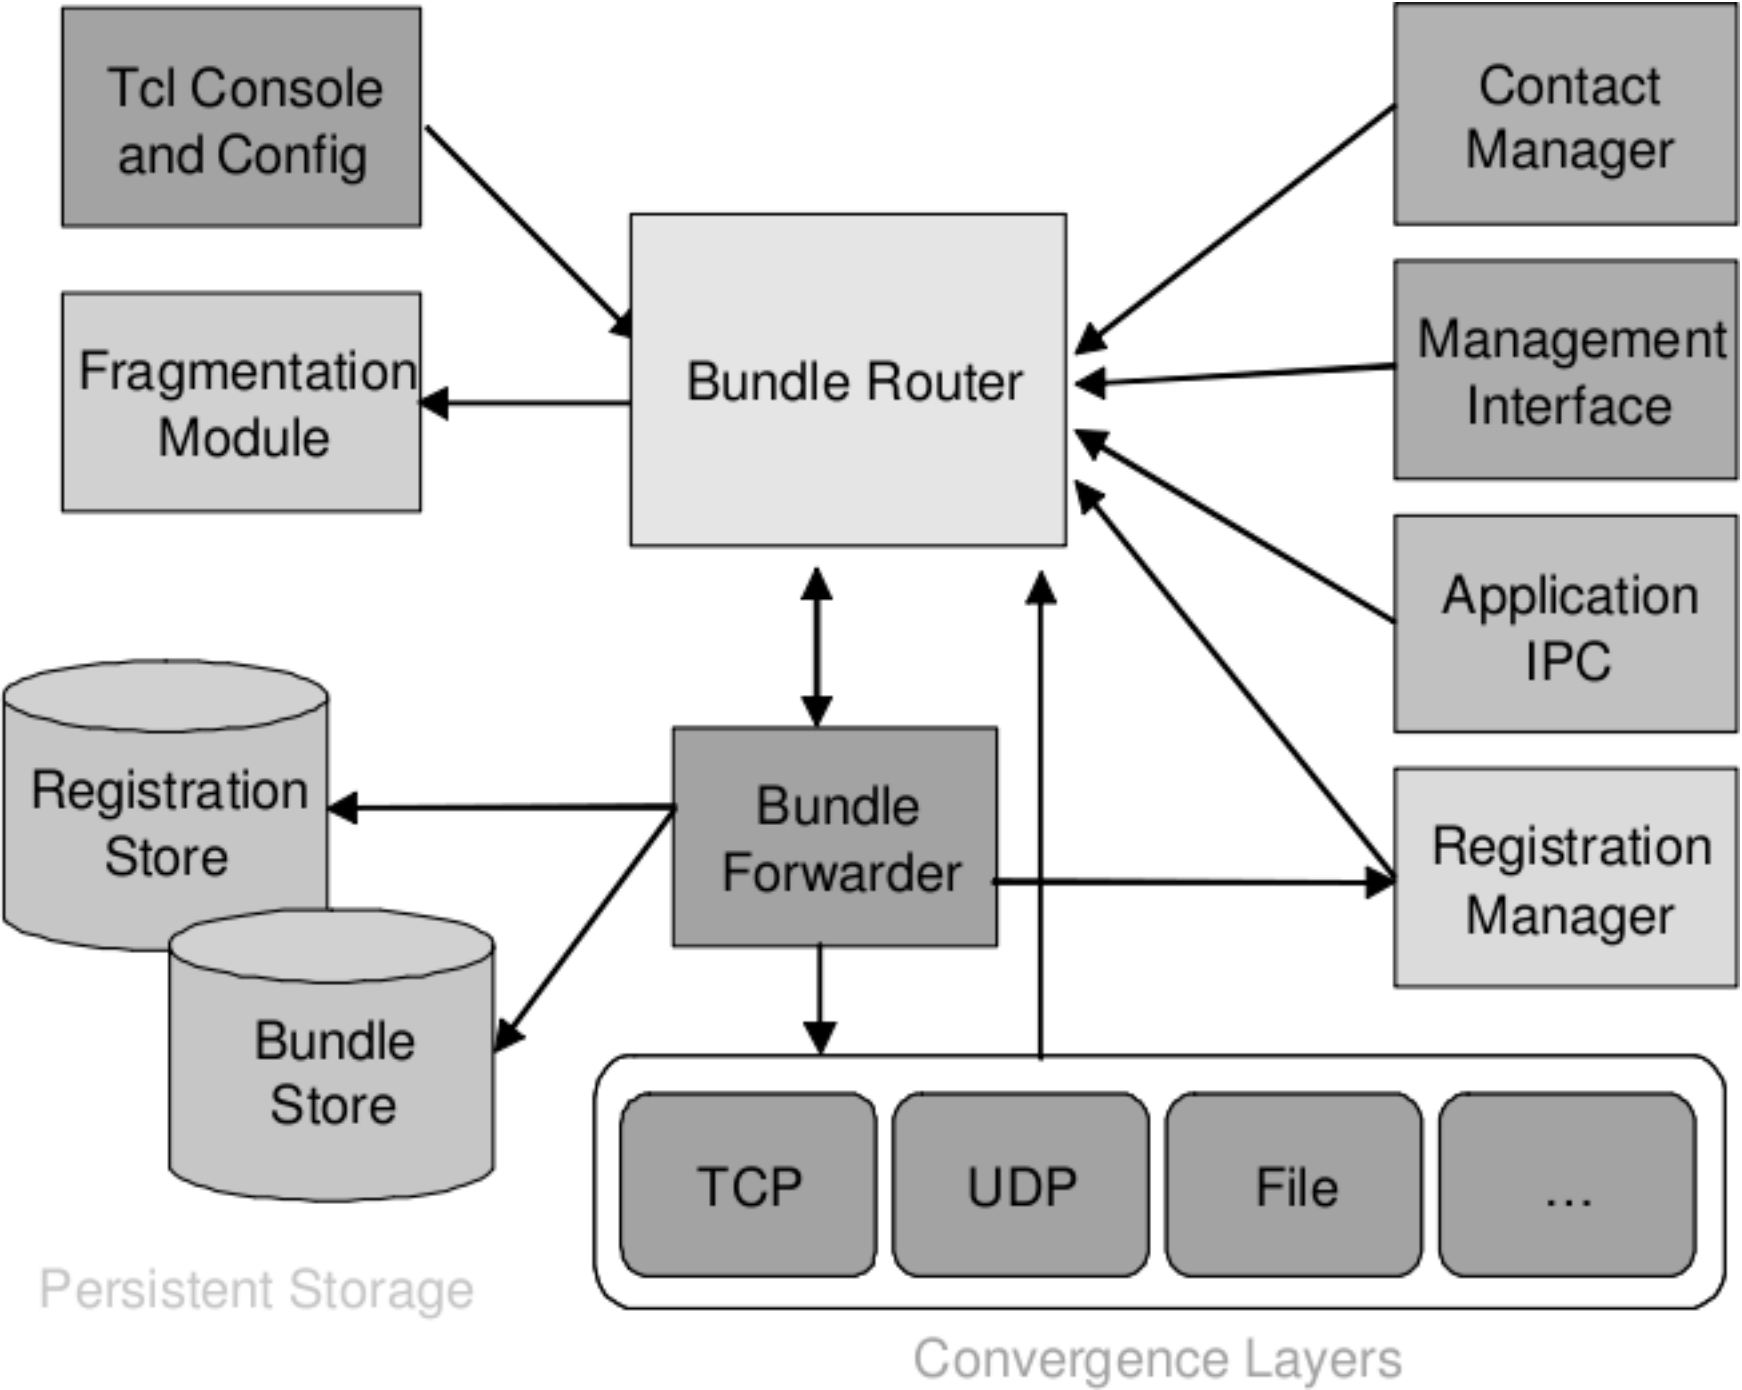 Tcl Console
and Config
Contact
Manager
Fragmentation
Module
Bundle Router
Management
Interface
Application
IPC
Registration
Store
Bundle
Forwarder
Registration
Manager
Bundle
Store
TCP
UDP
File
...
Persistent Storage
Convergence Layers